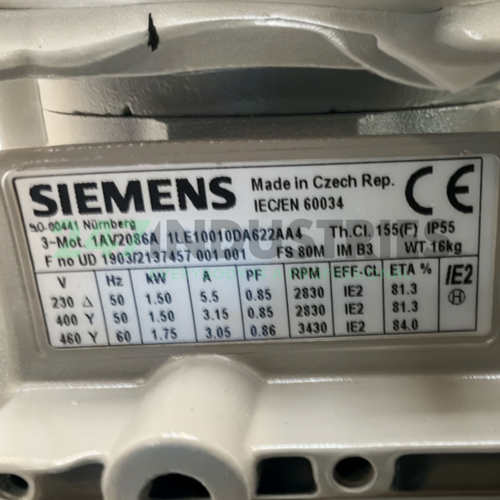 SIEMENS Made in Czech Rep. CE
IEC/EN 60034
D-90441 Nürnberg
3-Mot. 1AV2086A 1LE10010DA622AA4 Th.Cl.155(F) IP55
F no UD 1903/2137457 001 001 FS 80M IM B3 WT 16kg
V Hz kW A PF RPM EFF-CL ETA % IE2
230 Δ 50 1.50 5.5 0.85 2830 IE2 81.3
400 Y 50 1.50 3.15 0.85 2830 IE2 81.3
460 Y 60 1.75 3.05 0.86 3430 IE2 84.0
H